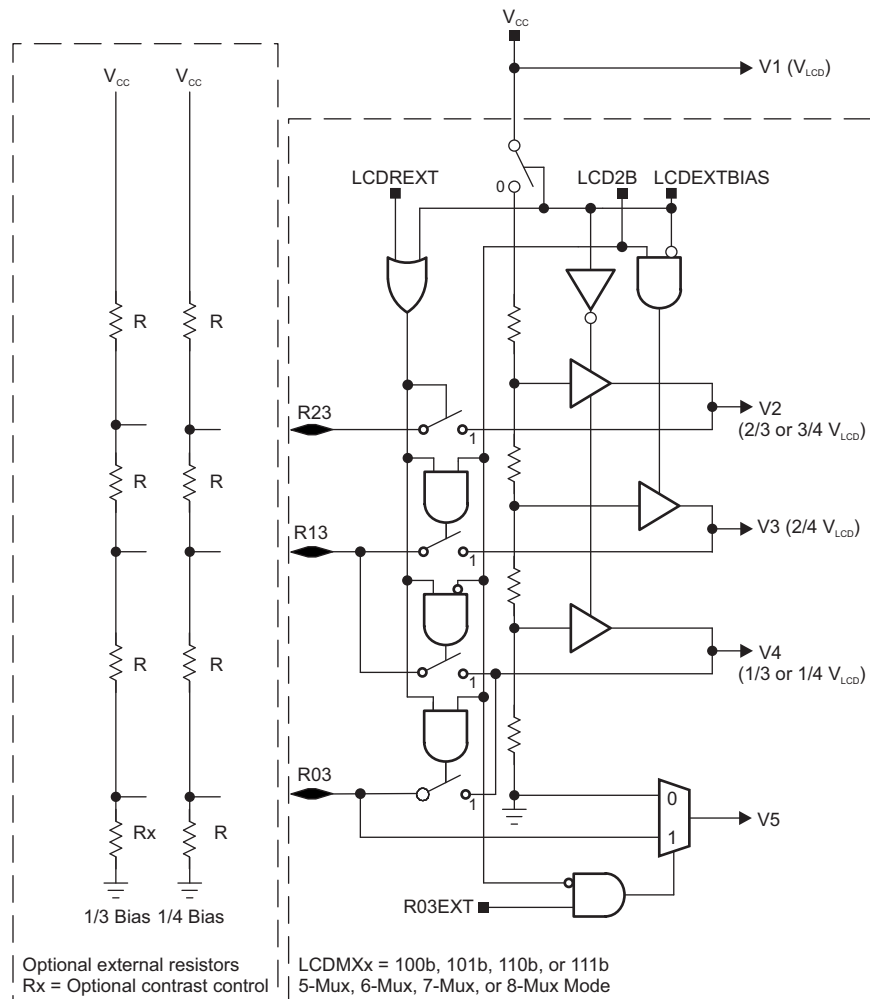 V_CC
V1 (V_LCD)
V_CC V_CC
LCDREXT LCD2B LCDEXTBIAS
0
R R
R23
1
V2
(2/3 or 3/4 V_LCD)
R R
R13
1
V3 (2/4 V_LCD)
R R
1
V4
(1/3 or 1/4 V_LCD)
R03
1
0
1
V5
Rx R
R03EXT
1/3 Bias 1/4 Bias
Optional external resistors
Rx = Optional contrast control
LCDMXx = 100b, 101b, 110b, or 111b
5-Mux, 6-Mux, 7-Mux, or 8-Mux Mode